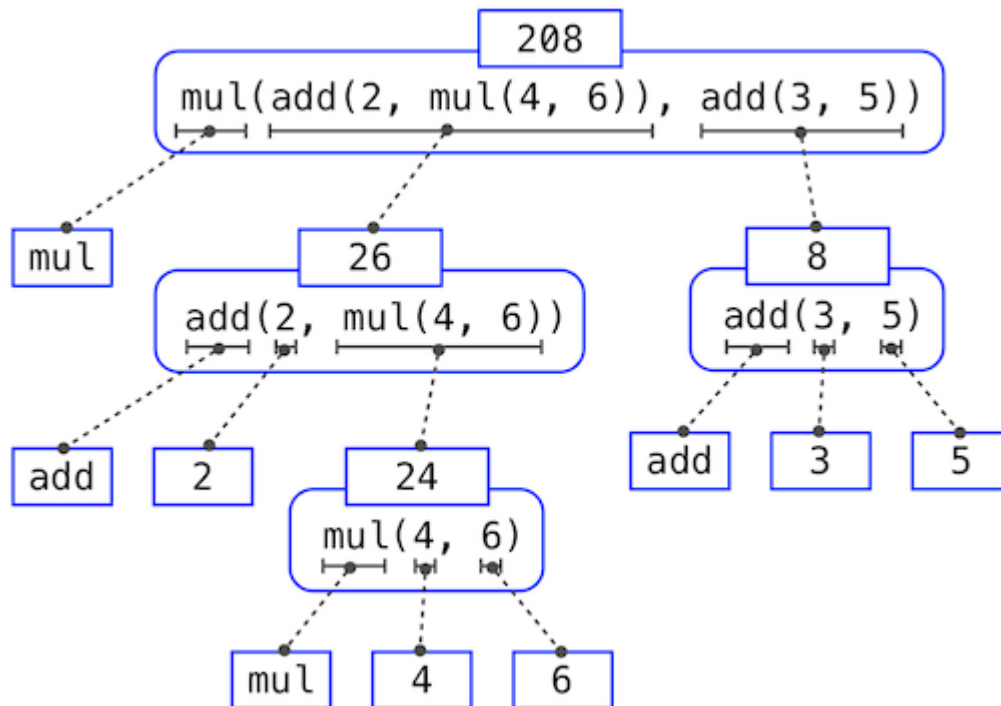 208
mul(add(2, mul(4, 6)), add(3, 5))
mul
26
8
add(2, mul(4, 6))
add(3, 5)
add
2
24
add
3
5
mul(4, 6)
mul
4
6